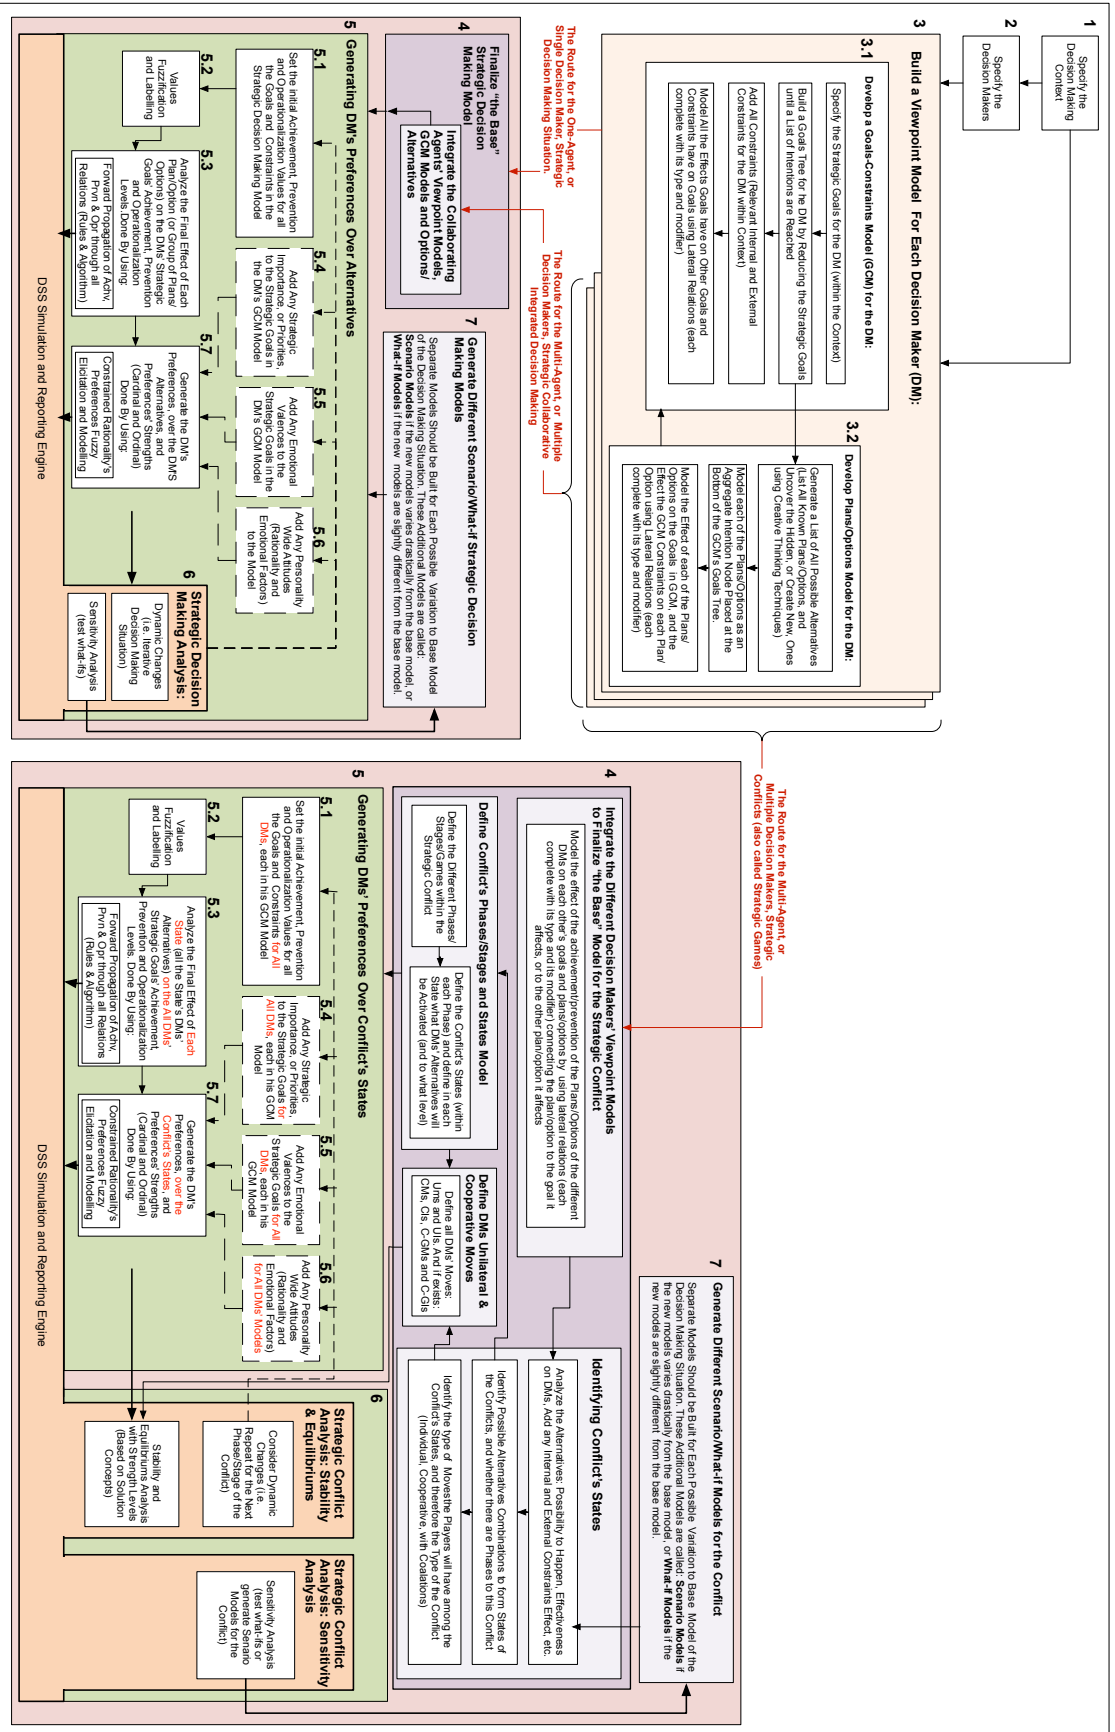 1
Specify the
Decision Making
Context
2
Specify the
Decision Makers
3
Build a Viewpoint Model For Each Decision Maker (DM):
3.1
Develop a Goals-Constraints Model (GCM) for the DM:
Specify the Strategic Goals for the DM (within the Context)
Build a Goals Tree for he DM by Reducing the Strategic Goals
until a List of Intentions are Reached
Add All Constraints (Relevant Internal and External
Constraints for the DM within Context)
Model All the Effects Goals have on Other Goals and
Constraints have on Goals using Lateral Relations (each
complete with its type and modifier)
3.2
Develop Plans/Options Model for the DM:
Generate a List of All Possible Alternatives
(List All Known Plans/Options, and
Uncover the Hidden, or Create New, Ones
using Creative Thinking Techniques)
Model each of the Plans/Options as an
Aggregate Intention Node Placed at the
Bottom of the GCM's Goals Tree.
Model the Effect of each of the Plans/
Options on the Goals in GCM, and the
Effect the GCM Constraints on each Plan/
Option using Lateral Relations (each
complete with its type and modifier)
The Route for the One-Agent, or
Single Decision Maker, Strategic
Decision Making Situation.
The Route for the Multi-Agent, or Multiple
Decision Makers, Strategic Collaborative
Integrated Decision Making
The Route for the Multi-Agent, or
Multiple Decision Makers, Strategic
Conflicts (also called Strategic Games)
4
Finalize "the Base"
Strategic Decision
Making Model
Integrate the Collaborating
Agents' Viewpoint Models,
GCM Models and Options/
Alternatives
7
Generate Different Scenario/What-if Strategic Decision
Making Models
Separate Models Should be Built for Each Possible Variation to Base Model
of the Decision Making Situation. These Additional Models are called:
Scenario Models if the new models varies drastically from the base model, or
What-If Models if the new models are slightly different from the base model.
5
Generating DM's Preferences Over Alternatives
5.1
Set the initial Achievement, Prevention
and Operationalization Values for all
the Goals and Constraints in the
Strategic Decision Making Model
5.2
Values
Fuzzification
and Labelling
5.3
Analyze the Final Effect of Each
Plan/Option (or Group of Plans/
Options) on the DMs' Strategic
Goals' Achievement, Prevention
and Operationalization
Levels.Done By Using:
Forward Propagation of Achv,
Prvn & Opr through all
Relations (Rules & Algorithm)
5.4
Add Any Strategic
Importance, or Priorities,
to the Strategic Goals in
the DM's GCM Model
5.5
Add Any Emotional
Valences to the
Strategic Goals in the
DM's GCM Model
5.6
Add Any Personality
Wide Attitudes
(Rationality and
Emotional Factors)
to the Model
5.7
Generate the DM's
Preferences, over the DM'S
Alternatives, and
Preferences' Strengths
(Cardinal and Ordinal)
Done By Using:
Constrained Rationality's
Preferences Fuzzy
Elicitation and Modelling
6
Strategic Decision
Making Analysis:
Dynamic Changes
(i.e. Iterative
Decision Making
Situation)
Sensitivity Analysis
(test what-ifs)
DSS Simulation and Reporting Engine
4
Integrate the Different Decision Makers' Viewpoint Models
to Finalize "the Base" Model for the Strategic Conflict
Model the effect of the achievement/prevention of the Plans/Options of the different
DMs on each other's goals and plans/options by using lateral relations (each
complete with its type and its modifier) connecting the plan/option to the goal it
affects, or to the other plan/option it affects
Define Conflict's Phases/Stages and States Model
Define the Different Phases/
Stages/Games within the
Strategic Conflict
Define the Conflict's States (within
each Phase) and define in each
State what DMs' Alternatives will
be Activated (and to what level)
Define DMs Unilateral &
Cooperative Moves
Define all DMs' Moves:
Ums and UIs. And if exists:
CMs, CIs, C-GMs and C-GIs
Identifying Conflict's States
Analyze the Alternatives: Possibility to Happen, Effectiveness
on DMs, Add any Internal and External Constraints Effect, etc.
Identify Possible Alternatives Combinations to form States of
the Conflicts, and whether there are Phases to this Conflict
Identify the type of Movesthe Players will have among the
Conflict's States, and therefore the Type of the Conflict
(Individual, Cooperative, with Coalations)
7
Generate Different Scenario/What-if Models for the Conflict
Separate Models Should be Built for Each Possible Variation to Base Model of the
Decision Making Situation. These Additional Models are called: Scenario Models if
the new models varies drastically from the base model, or What-If Models if the
new models are slightly different from the base model.
5
Generating DMs' Preferences Over Conflict's States
5.1
Set the initial Achievement, Prevention
and Operationalization Values for all
the Goals and Constraints for All
DMs, each in his GCM Model
5.2
Values
Fuzzification
and Labelling
5.3
Analyze the Final Effect of Each
State (all the State's DMs'
Alternatives) on the All DMs'
Strategic Goals' Achievement,
Prevention and Operationalization
Levels. Done By Using:
Forward Propagation of Achv,
Prvn & Opr through all Relations
(Rules & Algorithm)
5.4
Add Any Strategic
Importance, or Priorities,
to the Strategic Goals for
All DMs, each in his GCM
Model
5.5
Add Any Emotional
Valences to the
Strategic Goals for All
DMs, each in his
GCM Model
5.6
Add Any Personality
Wide Attitudes
(Rationality and
Emotional Factors)
for All DMs' Models
5.7
Generate the DM's
Preferences, over the
Conflict's States, and
Preferences' Strengths
(Cardinal and Ordinal)
Done By Using:
Constrained Rationality's
Preferences Fuzzy
Elicitation and Modelling
6
Strategic Conflict
Analysis: Stability
& Equilibriums
Consider Dynamic
Changes (i.e.
Repeat for the Next
Phase/Stage of the
Conflict)
Stability and
Equilibriums Analysis
with Strength Levels
(Based on Solution
Concepts)
Strategic Conflict
Analysis: Sensitivity
Analysis
Sensitivity Analysis
(test what-ifs or
generate Senario
Models for the
Conflict)
DSS Simulation and Reporting Engine